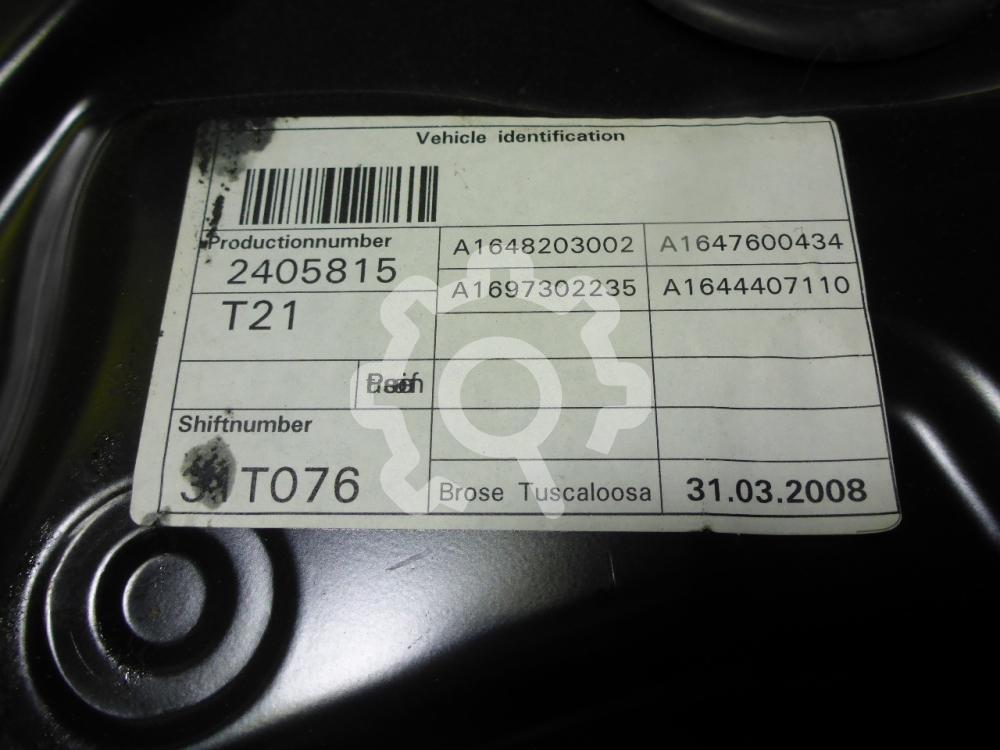 Vehicle identification
Productionnumber
2405815
A1648203002 A1647600434
A1697302235 A1644407110
T21
Shiftnumber
T076
Brose Tuscaloosa 31.03.2008